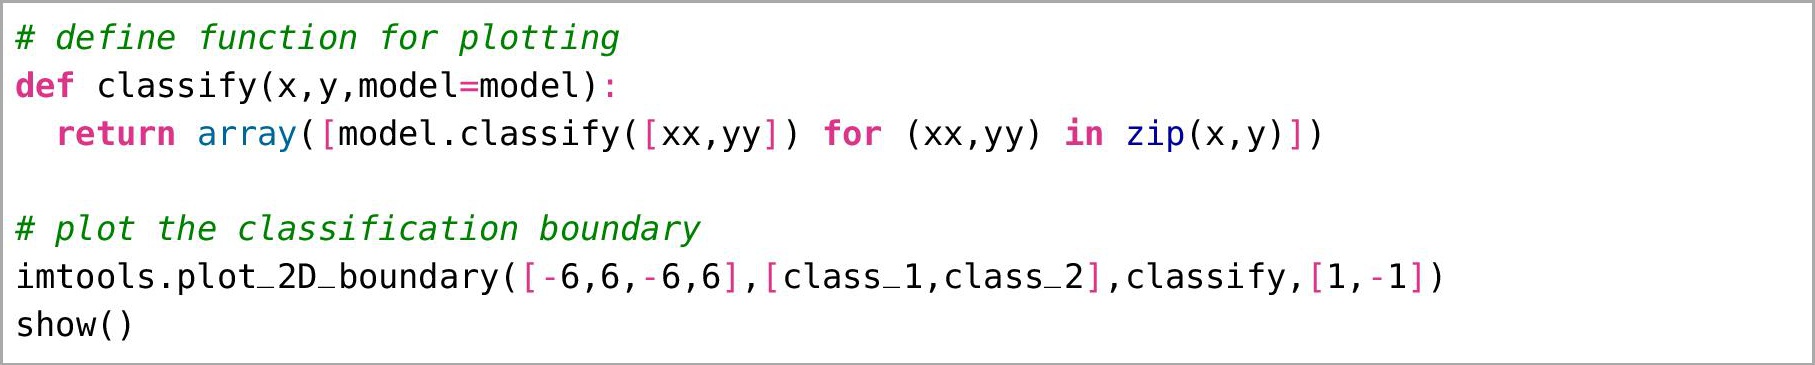 # define function for plotting
def classify(x,y,model=model):
  return array([model.classify([xx,yy]) for (xx,yy) in zip(x,y)])

# plot the classification boundary
imtools.plot_2D_boundary([-6,6,-6,6],[class_1,class_2],classify,[1,-1])
show()